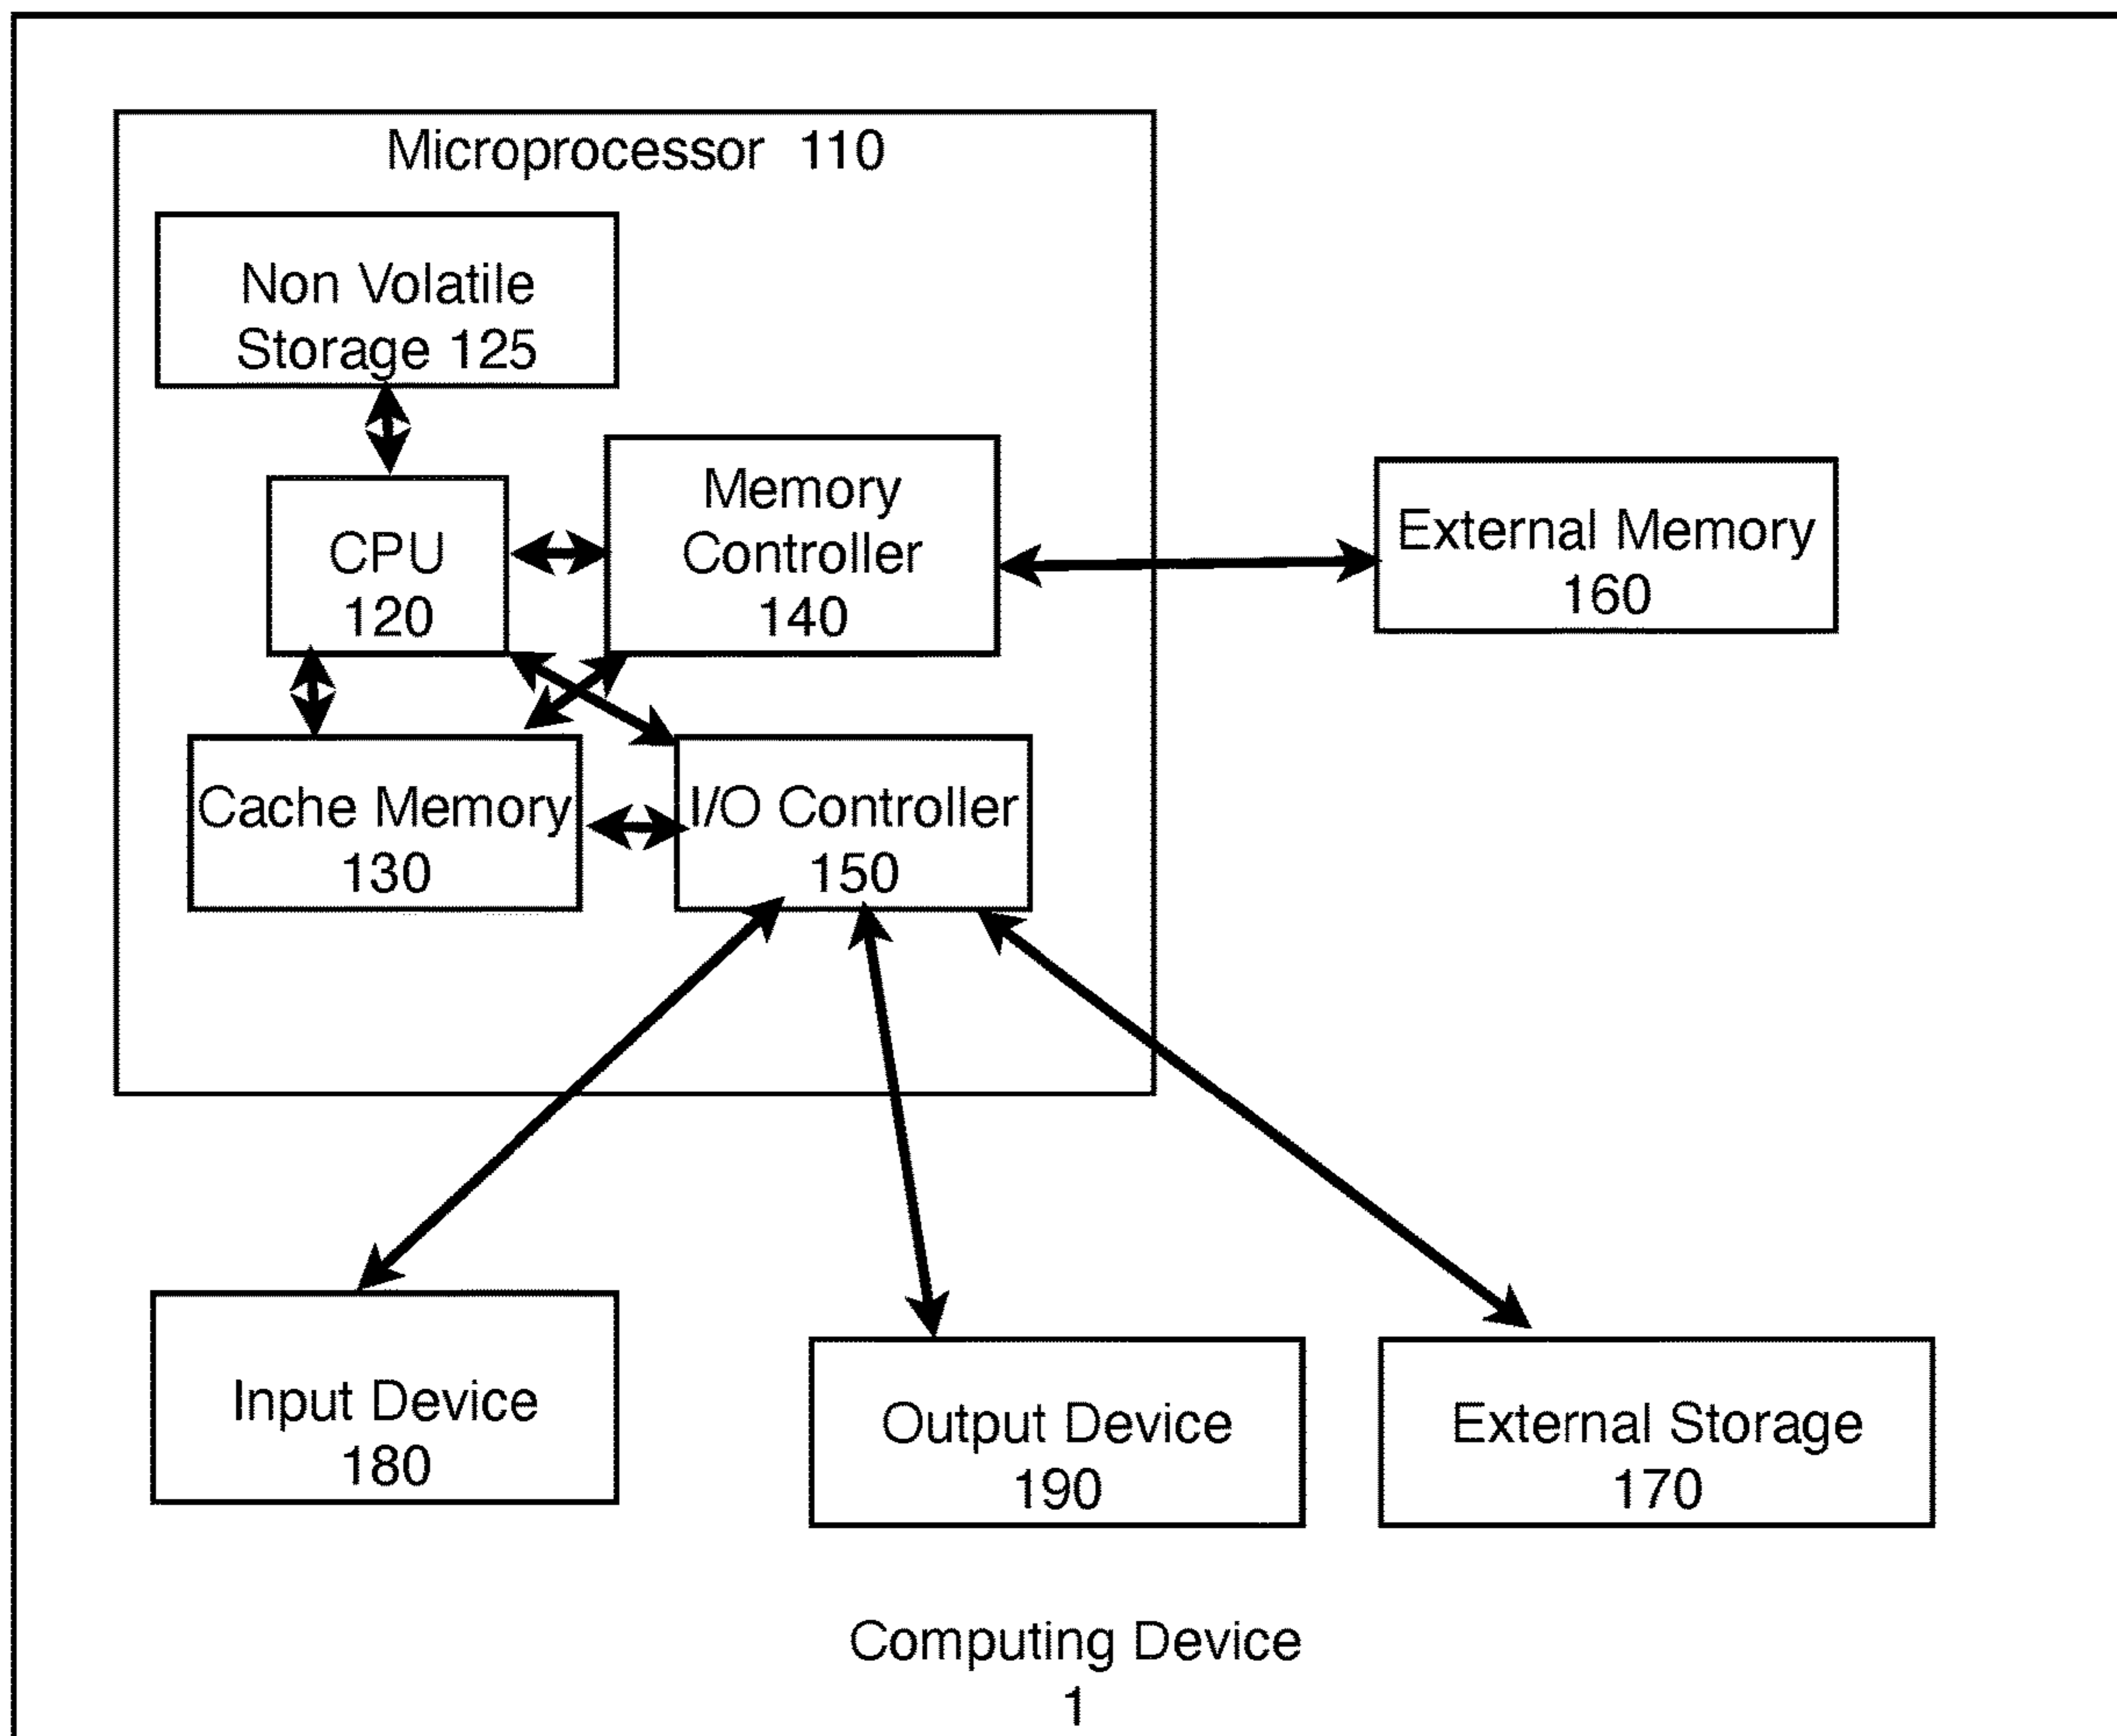 Microprocessor 110
Non Volatile
Storage 125
CPU
120
Memory
Controller
140
External Memory
160
Cache Memory
130
I/O Controller
150
Input Device
180
Output Device
190
External Storage
170
Computing Device
1